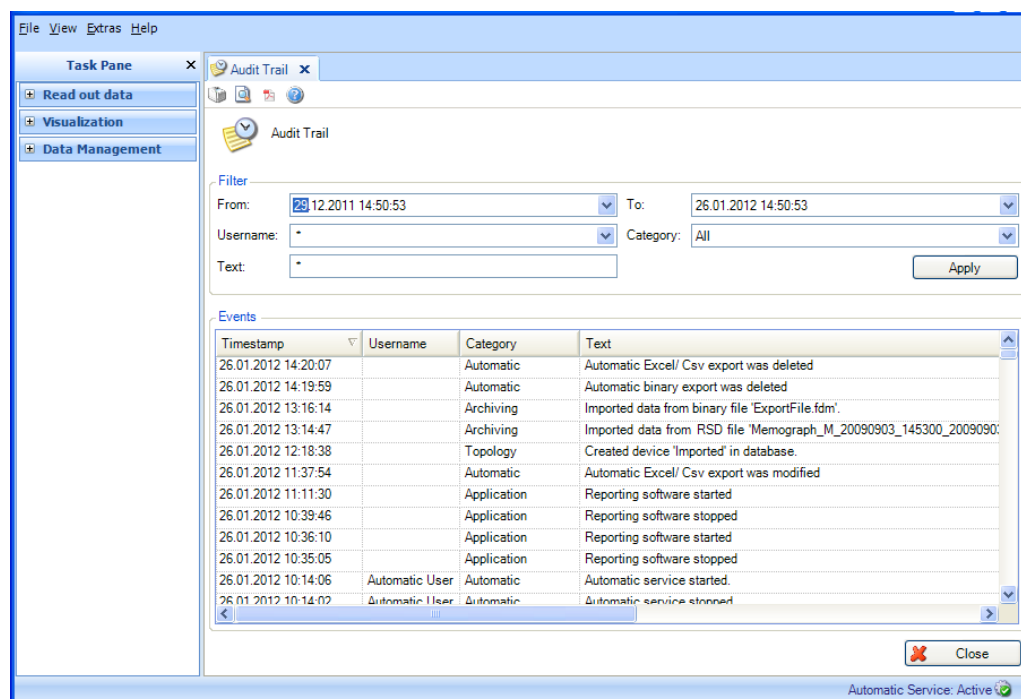 File View Extras Help
Task Pane
Read out data
Visualization
Data Management
Audit Trail
Audit Trail
Filter
From: 29.12.2011 14:50:53 To: 26.01.2012 14:50:53
Username: * Category: All
Text: * Apply
Events
Timestamp Username Category Text
26.01.2012 14:20:07 Automatic Automatic Excel/ Csv export was deleted
26.01.2012 14:19:59 Automatic Automatic binary export was deleted
26.01.2012 13:16:14 Archiving Imported data from binary file 'ExportFile.fdm'.
26.01.2012 13:14:47 Archiving Imported data from RSD file 'Memograph_M_20090903_145300_2009090
26.01.2012 12:18:38 Topology Created device 'Imported' in database.
26.01.2012 11:37:54 Automatic Automatic Excel/ Csv export was modified
26.01.2012 11:11:30 Application Reporting software started
26.01.2012 10:39:46 Application Reporting software stopped
26.01.2012 10:36:10 Application Reporting software started
26.01.2012 10:35:05 Application Reporting software stopped
26.01.2012 10:14:06 Automatic User Automatic Automatic service started.
26.01.2012 10:14:02 Automatic User Automatic Automatic service stopped
Close
Automatic Service: Active